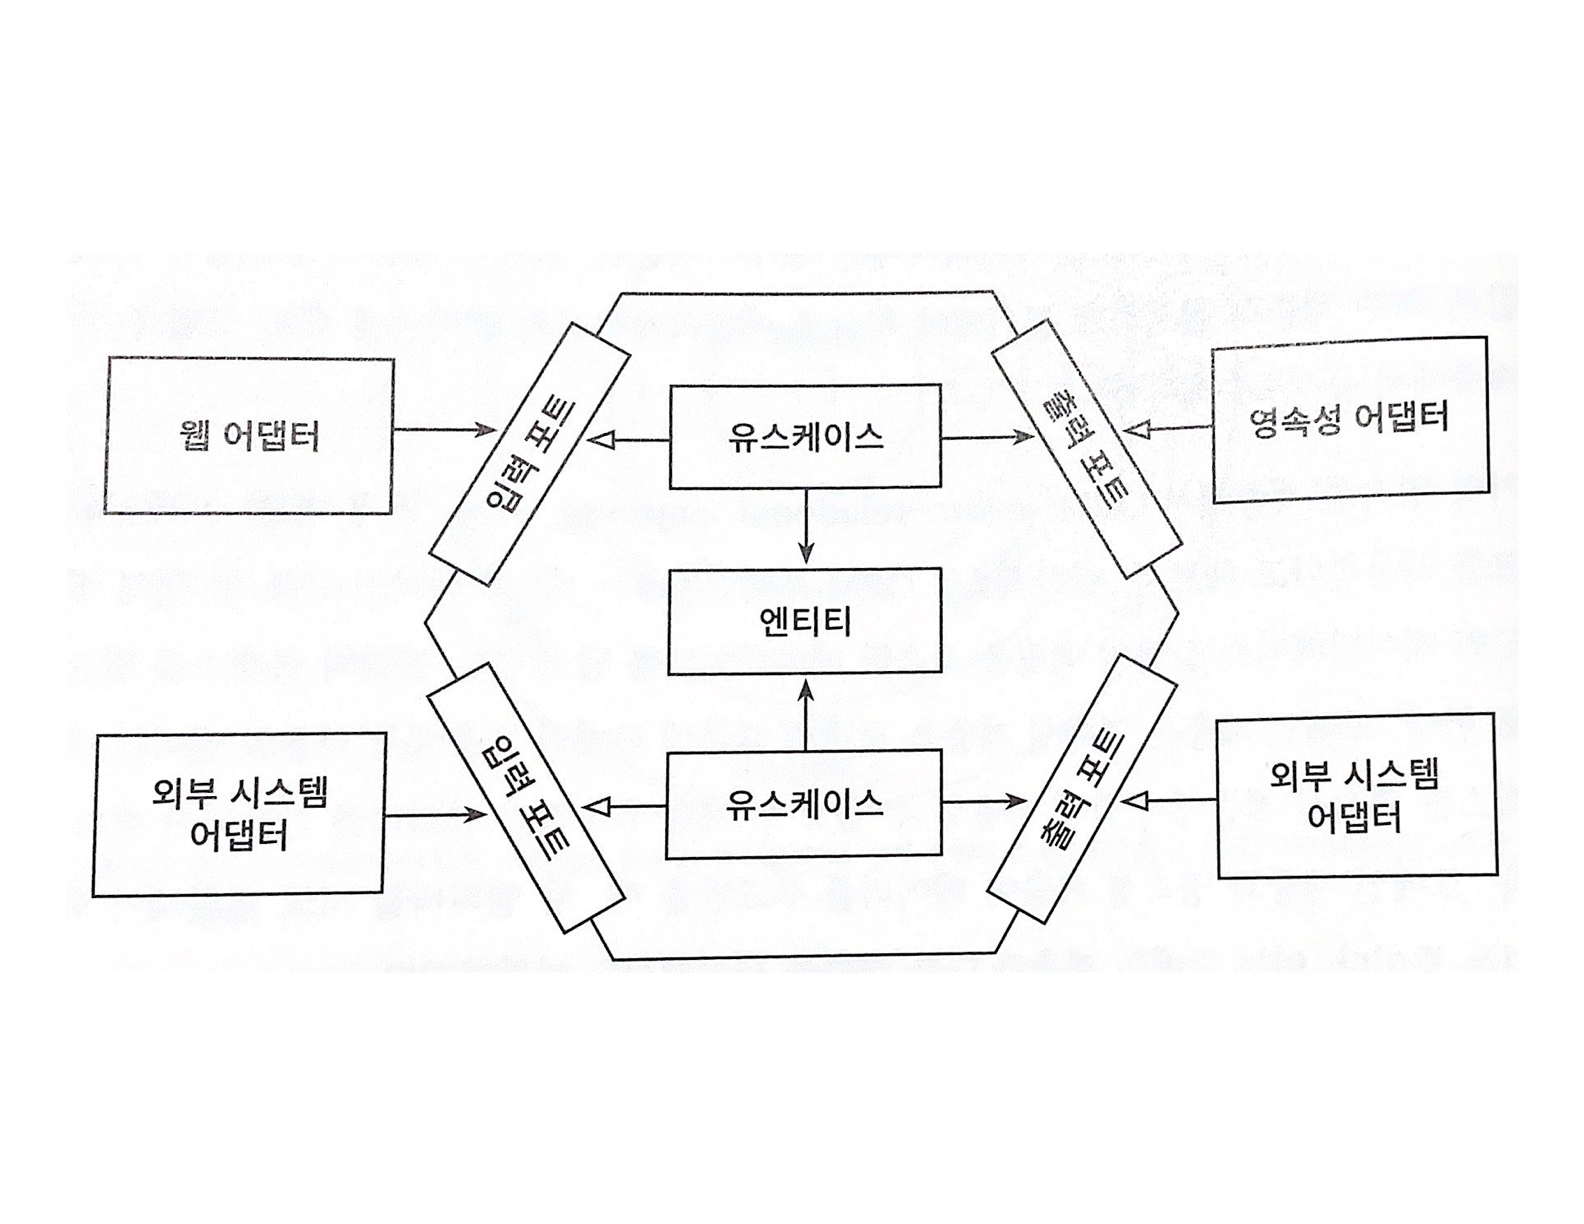 웹 어댑터
입력 포트
유스케이스
출력 포트
영속성 어댑터
엔티티
외부 시스템
어댑터
입력 포트
유스케이스
출력 포트
외부 시스템
어댑터